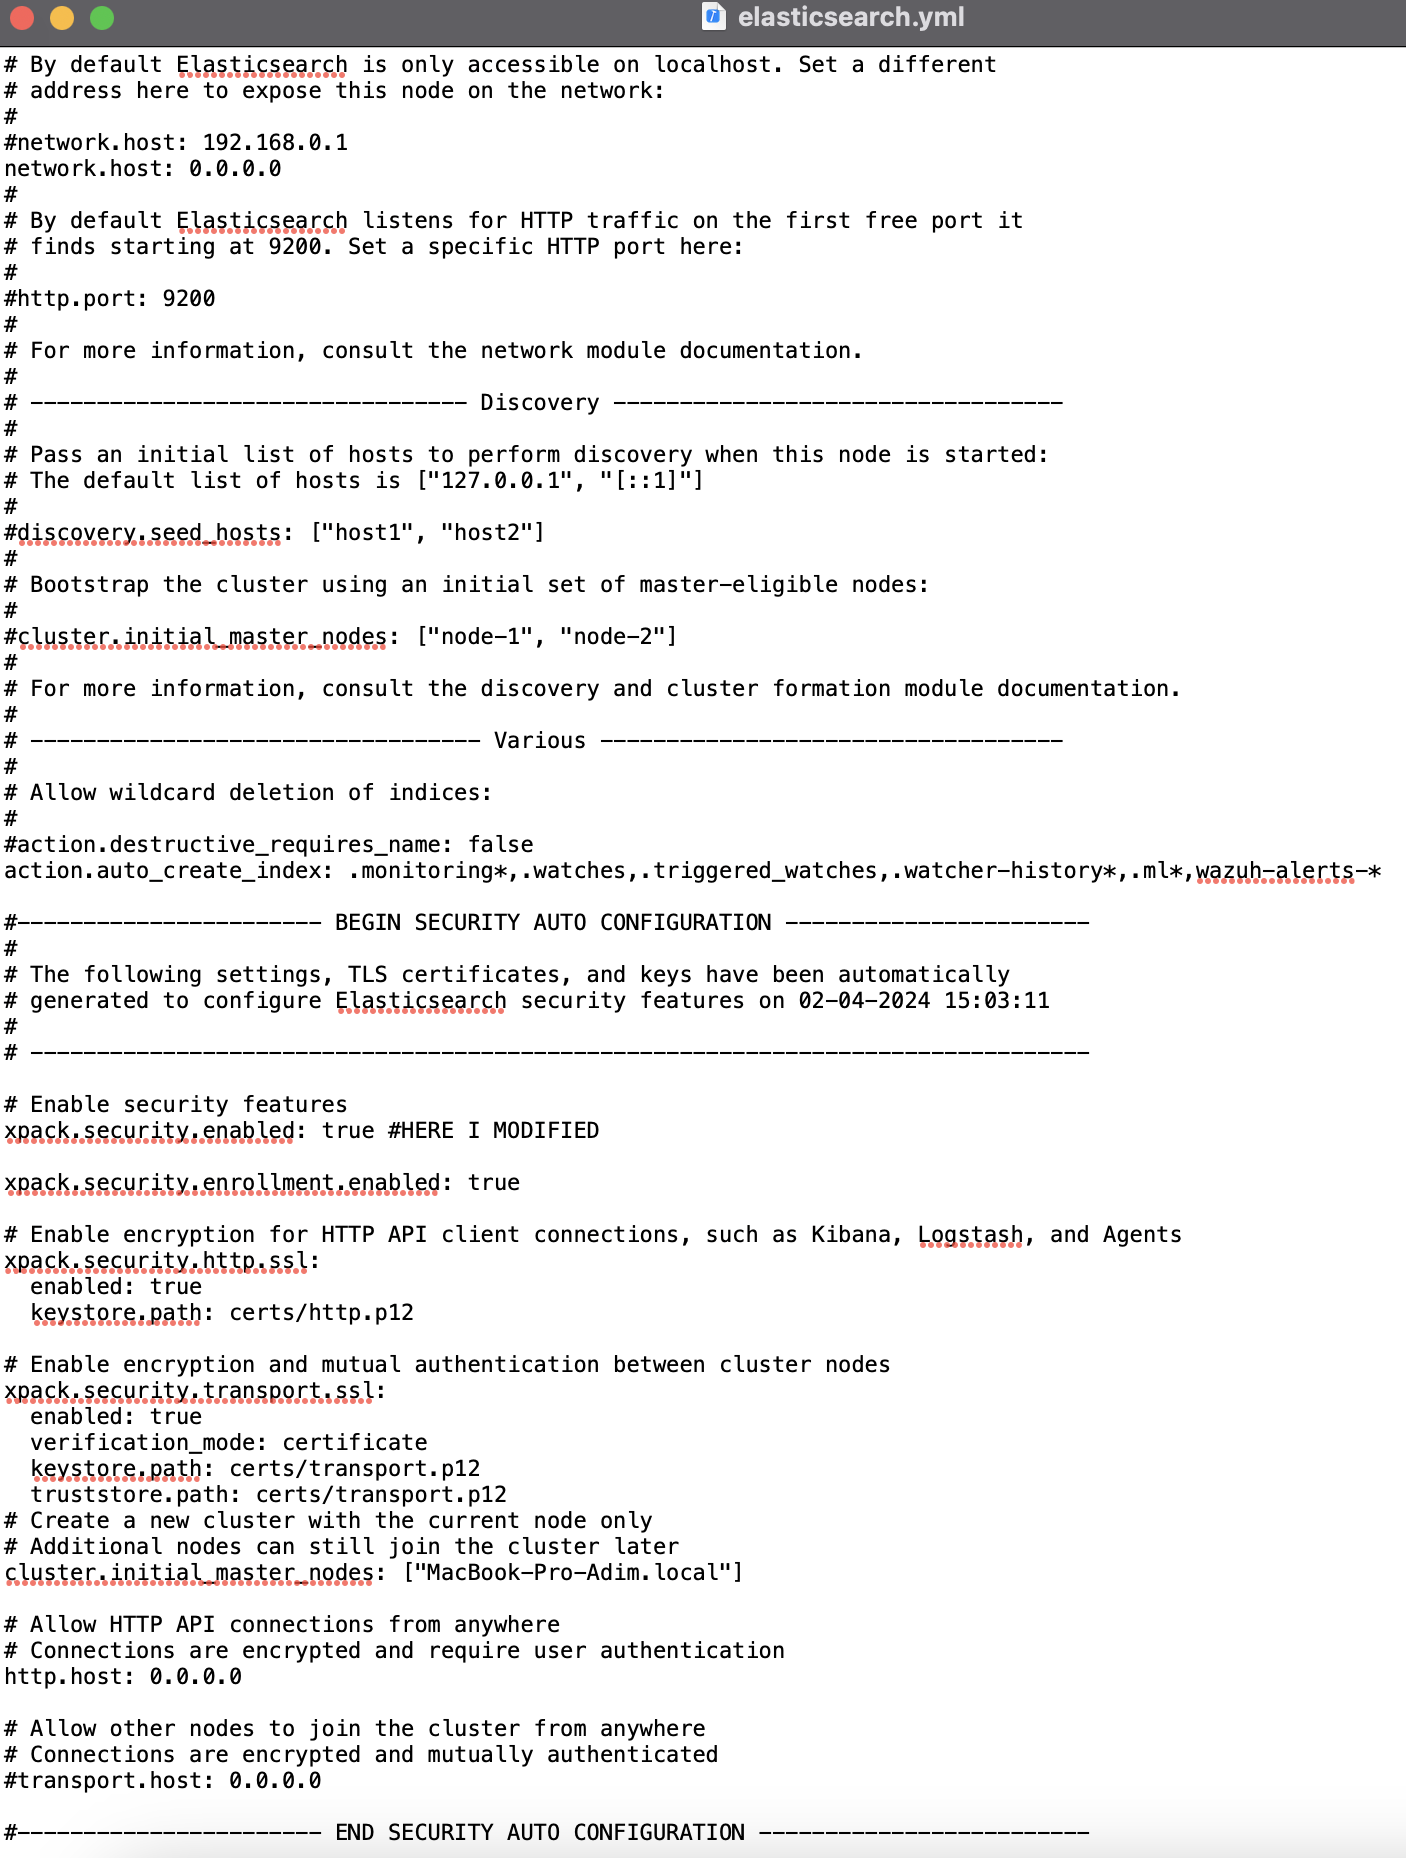 elasticsearch.yml
# By default Elasticsearch is only accessible on localhost. Set a different
# address here to expose this node on the network:
#
#network.host: 192.168.0.1
network.host: 0.0.0.0
#
# By default Elasticsearch listens for HTTP traffic on the first free port it
# finds starting at 9200. Set a specific HTTP port here:
#
#http.port: 9200
#
# For more information, consult the network module documentation.
#
# --------------------------------- Discovery ----------------------------------
#
# Pass an initial list of hosts to perform discovery when this node is started:
# The default list of hosts is ["127.0.0.1", "[::1]"]
#
#discovery.seed_hosts: ["host1", "host2"]
#
# Bootstrap the cluster using an initial set of master-eligible nodes:
#
#cluster.initial_master_nodes: ["node-1", "node-2"]
#
# For more information, consult the discovery and cluster formation module documentation.
#
# ---------------------------------- Various -----------------------------------
#
# Allow wildcard deletion of indices:
#
#action.destructive_requires_name: false
action.auto_create_index: .monitoring*,.watches,.triggered_watches,.watcher-history*,.ml*,wazuh-alerts-*

#----------------------- BEGIN SECURITY AUTO CONFIGURATION -----------------------
#
# The following settings, TLS certificates, and keys have been automatically
# generated to configure Elasticsearch security features on 02-04-2024 15:03:11
#
# --------------------------------------------------------------------------------

# Enable security features
xpack.security.enabled: true #HERE I MODIFIED

xpack.security.enrollment.enabled: true

# Enable encryption for HTTP API client connections, such as Kibana, Logstash, and Agents
xpack.security.http.ssl:
  enabled: true
  keystore.path: certs/http.p12

# Enable encryption and mutual authentication between cluster nodes
xpack.security.transport.ssl:
  enabled: true
  verification_mode: certificate
  keystore.path: certs/transport.p12
  truststore.path: certs/transport.p12
# Create a new cluster with the current node only
# Additional nodes can still join the cluster later
cluster.initial_master_nodes: ["MacBook-Pro-Adim.local"]

# Allow HTTP API connections from anywhere
# Connections are encrypted and require user authentication
http.host: 0.0.0.0

# Allow other nodes to join the cluster from anywhere
# Connections are encrypted and mutually authenticated
#transport.host: 0.0.0.0

#----------------------- END SECURITY AUTO CONFIGURATION -------------------------